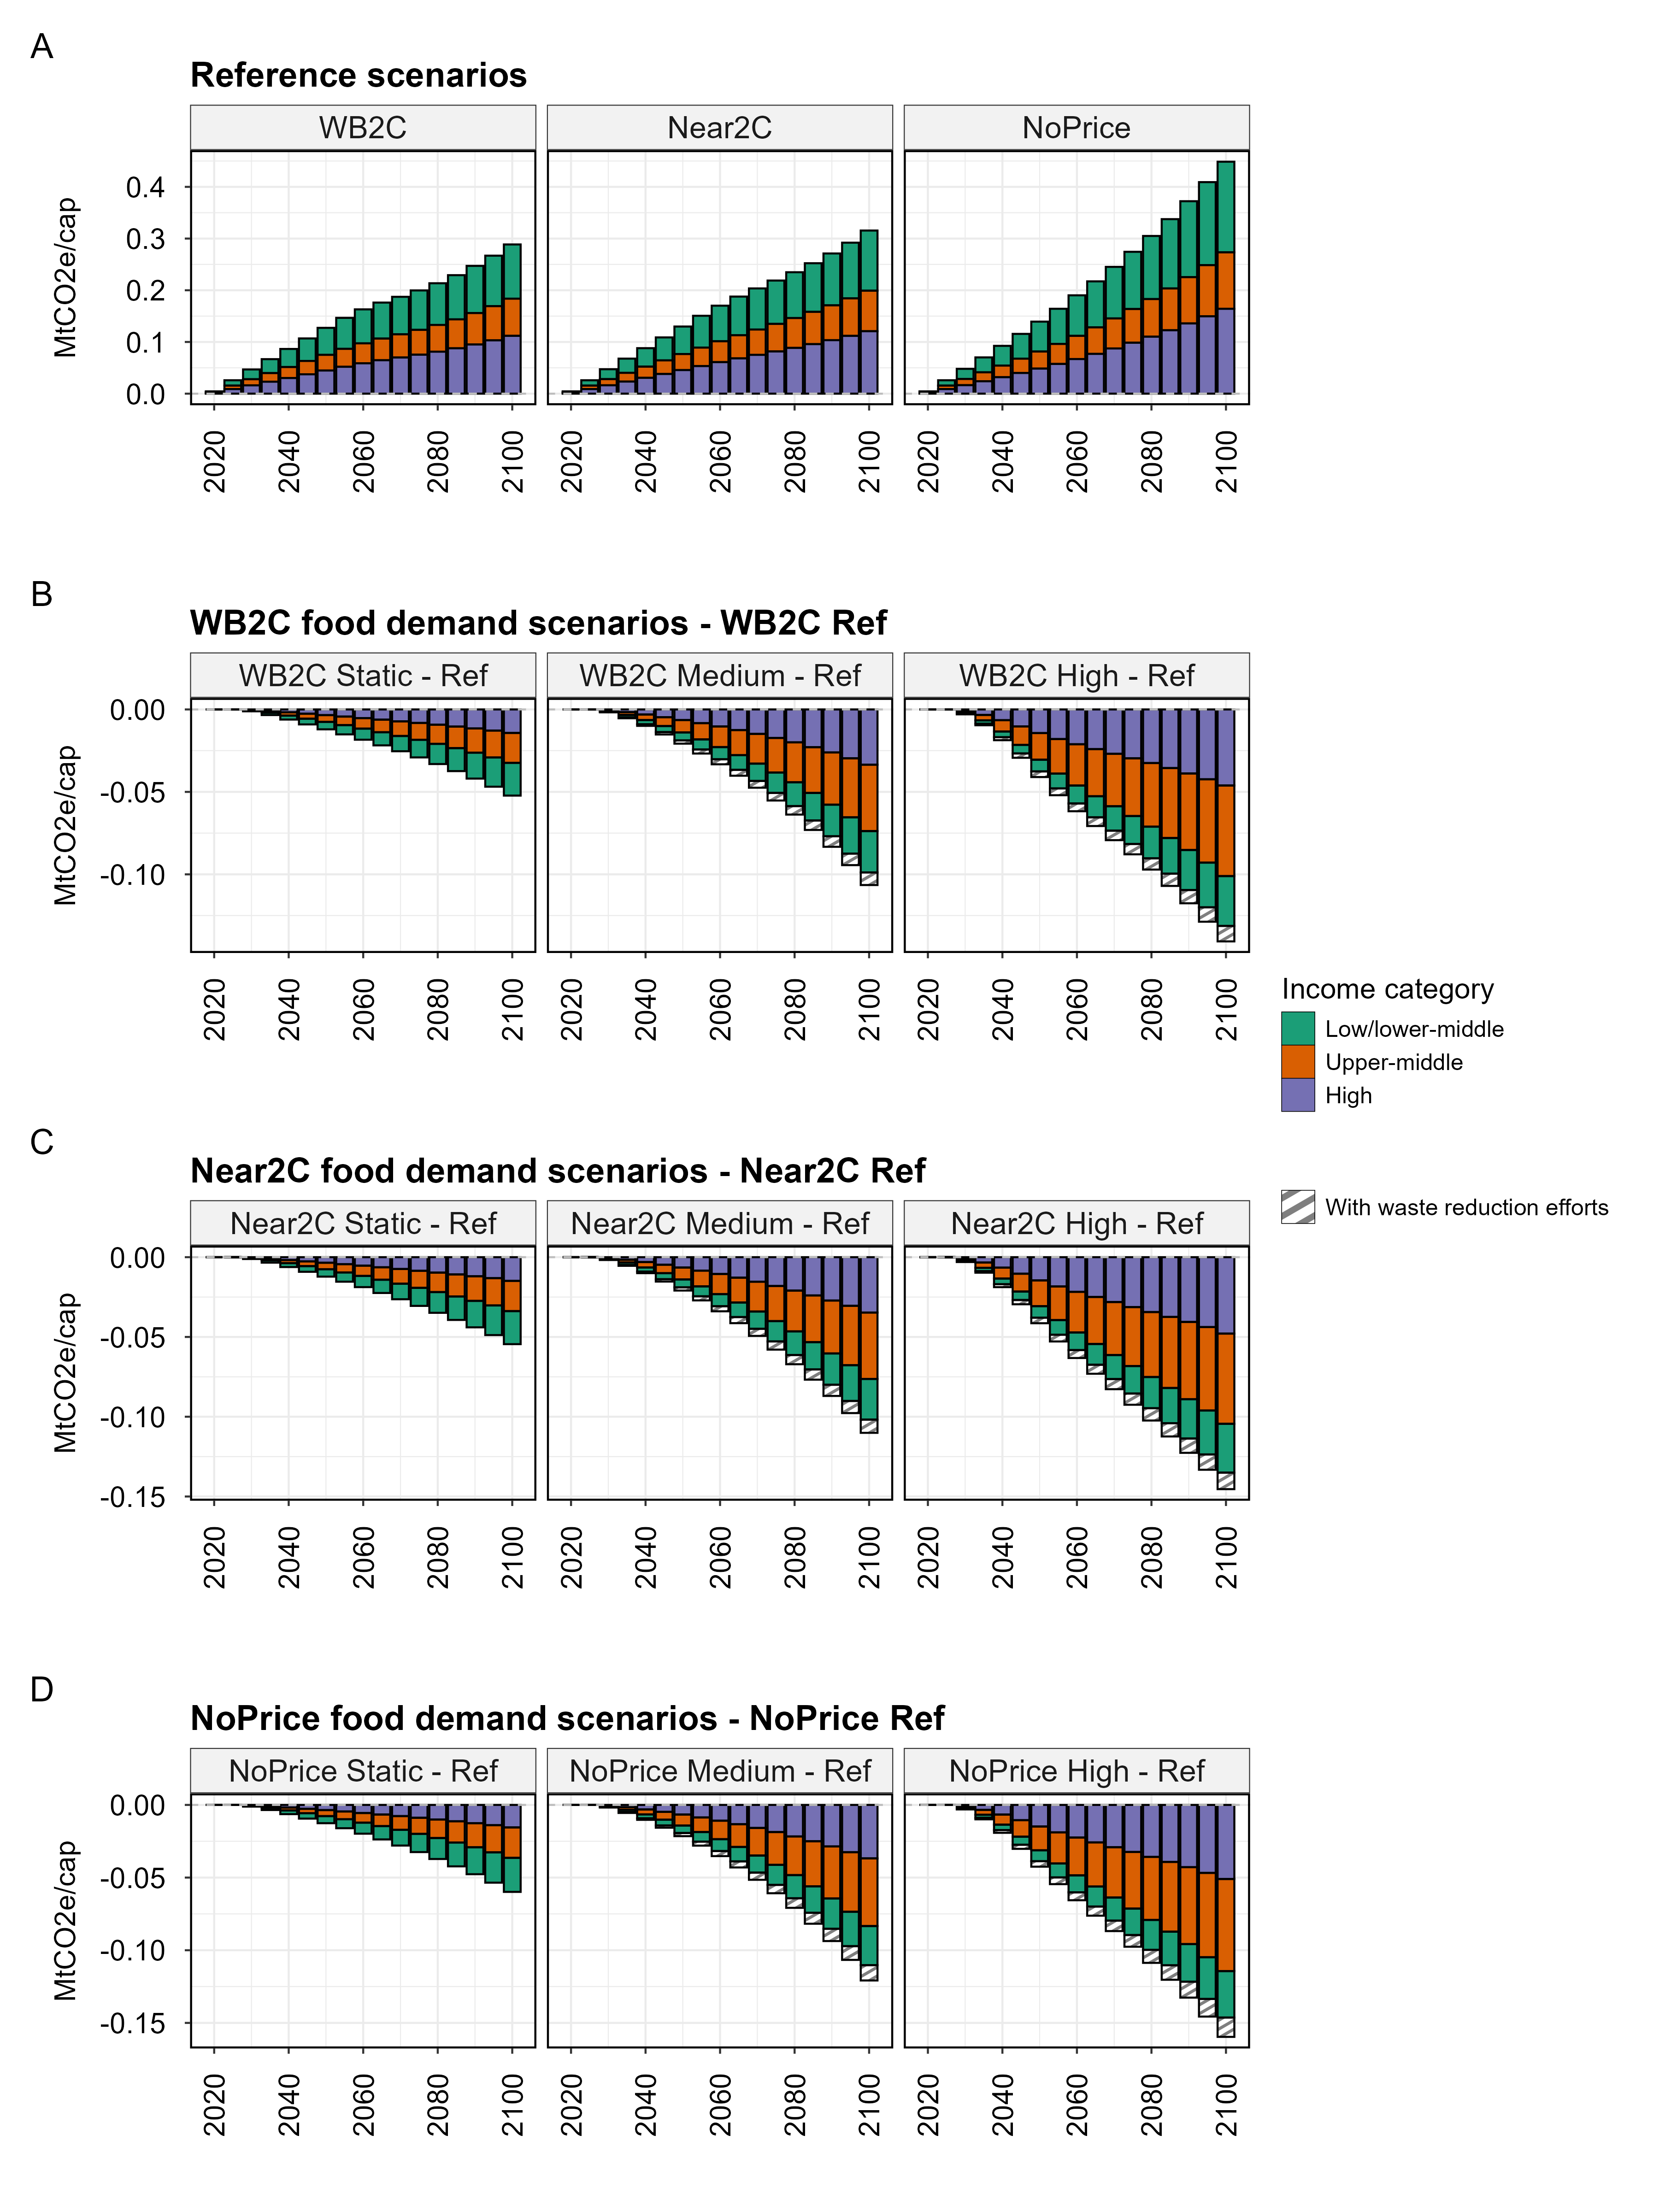 A
Reference scenarios
WB2C Near2C NoPrice
MtCO2e/cap
0.4
0.3
0.2
0.1
0.0
2020 2040 2060 2080 2100 2020 2040 2060 2080 2100 2020 2040 2060 2080 2100
B
WB2C food demand scenarios - WB2C Ref
WB2C Static - Ref WB2C Medium - Ref WB2C High - Ref
MtCO2e/cap
0.00
-0.05
-0.10
2020 2040 2060 2080 2100 2020 2040 2060 2080 2100 2020 2040 2060 2080 2100
Income category
Low/lower-middle
Upper-middle
High
With waste reduction efforts
C
Near2C food demand scenarios - Near2C Ref
Near2C Static - Ref Near2C Medium - Ref Near2C High - Ref
MtCO2e/cap
0.00
-0.05
-0.10
-0.15
2020 2040 2060 2080 2100 2020 2040 2060 2080 2100 2020 2040 2060 2080 2100
D
NoPrice food demand scenarios - NoPrice Ref
NoPrice Static - Ref NoPrice Medium - Ref NoPrice High - Ref
MtCO2e/cap
0.00
-0.05
-0.10
-0.15
2020 2040 2060 2080 2100 2020 2040 2060 2080 2100 2020 2040 2060 2080 2100